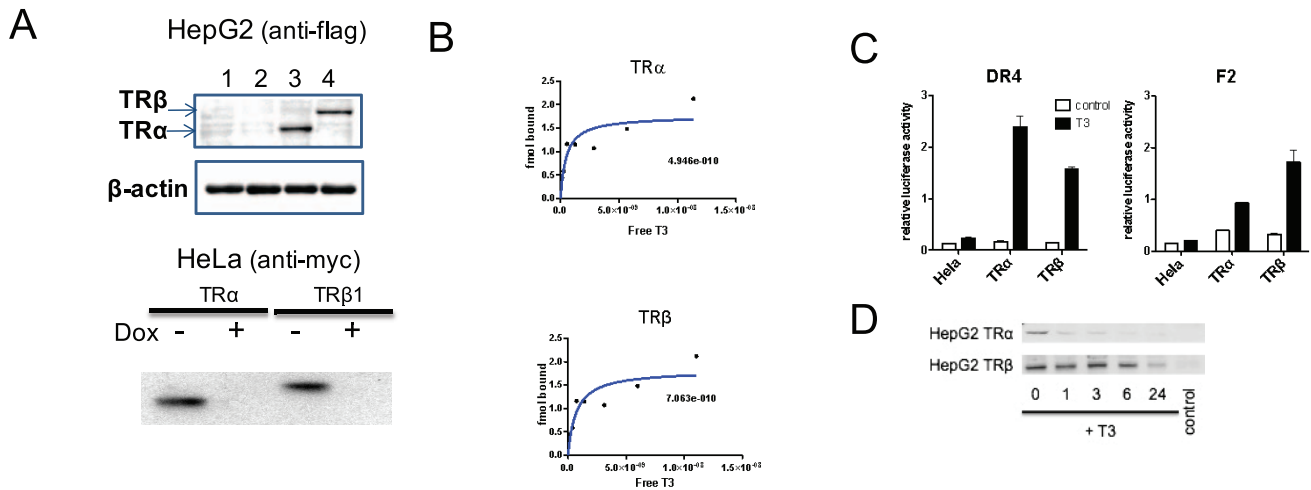 A
HepG2 (anti-flag)
1 2 3 4
TRβ
TRα
β-actin
HeLa (anti-myc)
TRα TRβ1
Dox - + - +
B
TRα
fmol bound
2.5
2.0
1.5
1.0
0.5
0.0
4.946e-010
0.0 5.0×10⁻⁰⁹ 1.0×10⁻⁰⁸ 1.5×10⁻⁰⁸
Free T3
TRβ
fmol bound
2.5
2.0
1.5
1.0
0.5
0.0
7.063e-010
0.0 5.0×10⁻⁰⁹ 1.0×10⁻⁰⁸ 1.5×10⁻⁰⁸
Free T3
C
DR4
relative luciferase activity
3
2
1
0
control
T3
Hela TRα TRβ
F2
relative luciferase activity
3
2
1
0
Hela TRα TRβ
D
HepG2 TRα
HepG2 TRβ
0 1 3 6 24 control
+ T3